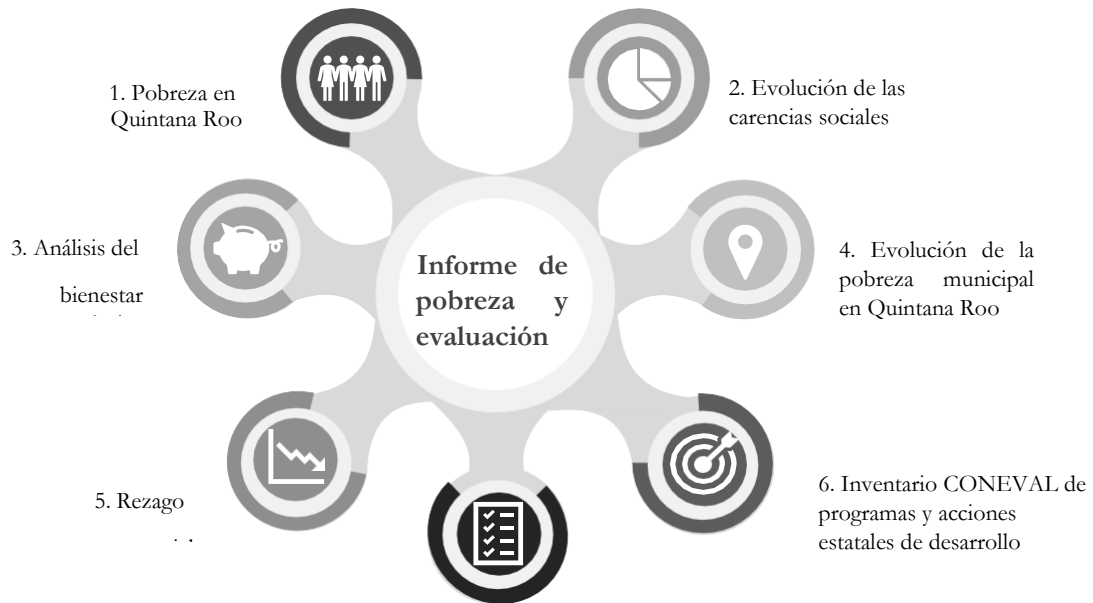 1. Pobreza en
Quintana Roo
2. Evolución de las
carencias sociales
3. Análisis del
bienestar
4. Evolución de la
pobreza municipal
en Quintana Roo
Informe de
pobreza y
evaluación
5. Rezago
6. Inventario CONEVAL de
programas y acciones
estatales de desarrollo